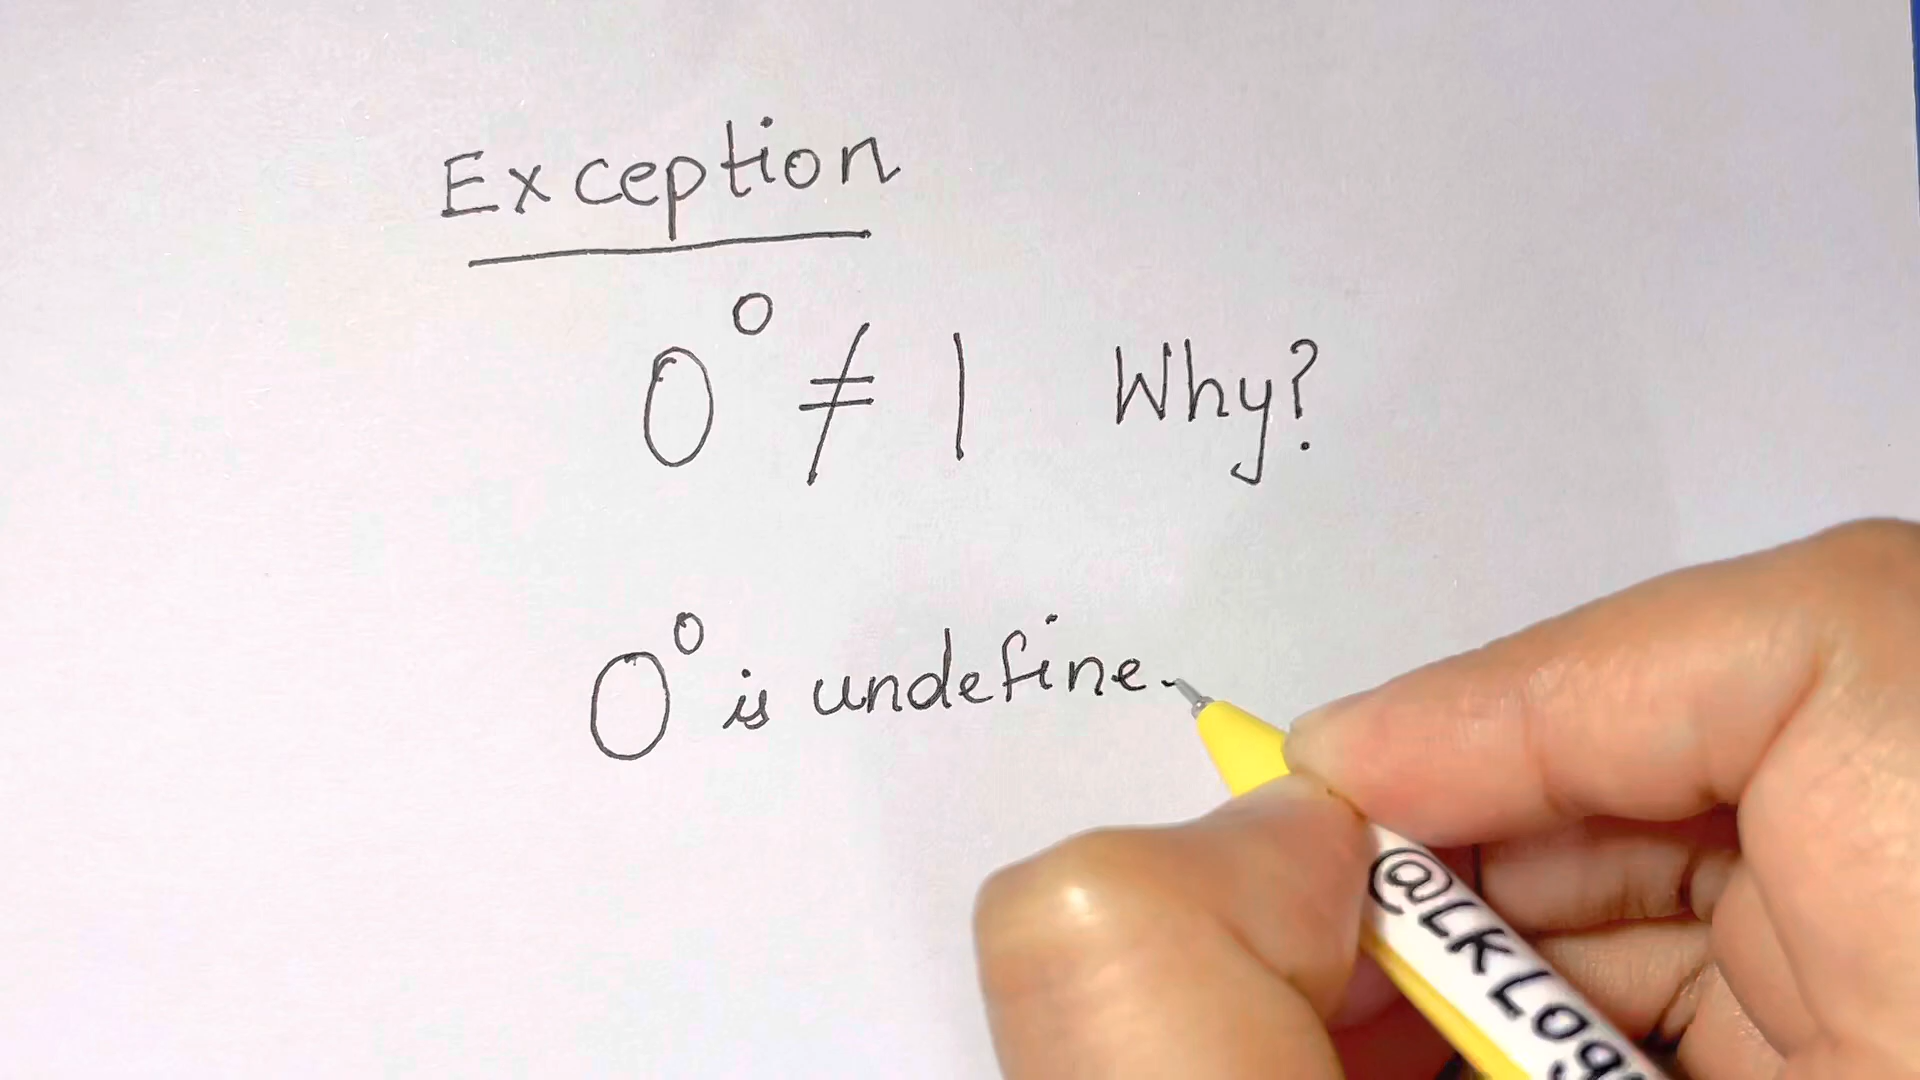 Exception
0⁰ ≠ 1 Why?
0⁰ is undefine
@LKLog